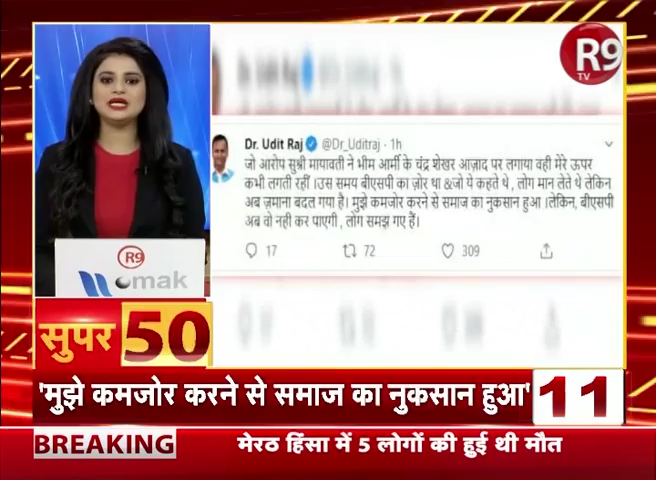 R9
TV
Dr. Udit Raj @Dr_Uditraj · 1h
जो आरोप सुश्री मायावती ने भीम आर्मी के चंद्र शेखर आज़ाद पर लगाया वही मेरे ऊपर
कभी लगती रहीं ।उस समय बीएसपी का ज़ोर था &जो ये कहते थे , लोग मान लेते थे लेकिन
अब ज़माना बदल गया है। मुझे कमजोर करने से समाज का नुकसान हुआ ।लेकिन, बीएसपी
अब वो नही कर पाएगी , लोग समझ गए हैं।
17 72 309
R9
mak
सुपर 50
'मुझे कमजोर करने से समाज का नुकसान हुआ' 11
BREAKING मेरठ हिंसा में 5 लोगों की हुई थी मौत